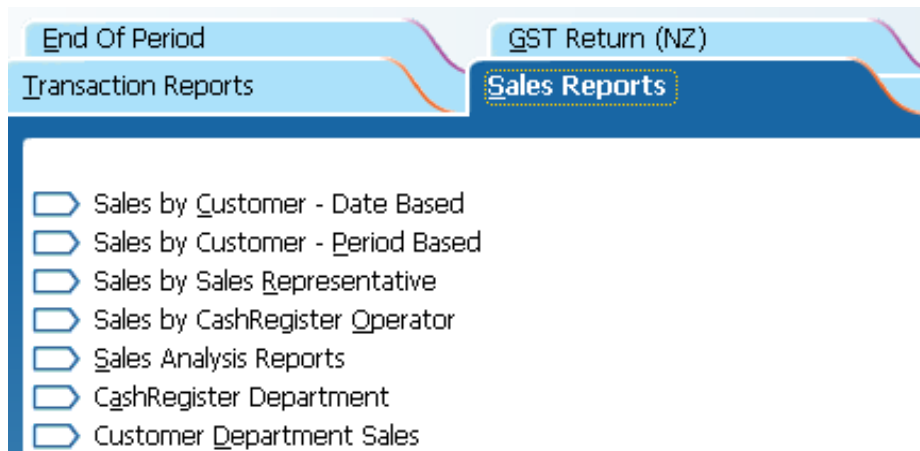 End Of Period
GST Return (NZ)
Transaction Reports
Sales Reports
Sales by Customer - Date Based
Sales by Customer - Period Based
Sales by Sales Representative
Sales by CashRegister Operator
Sales Analysis Reports
CashRegister Department
Customer Department Sales